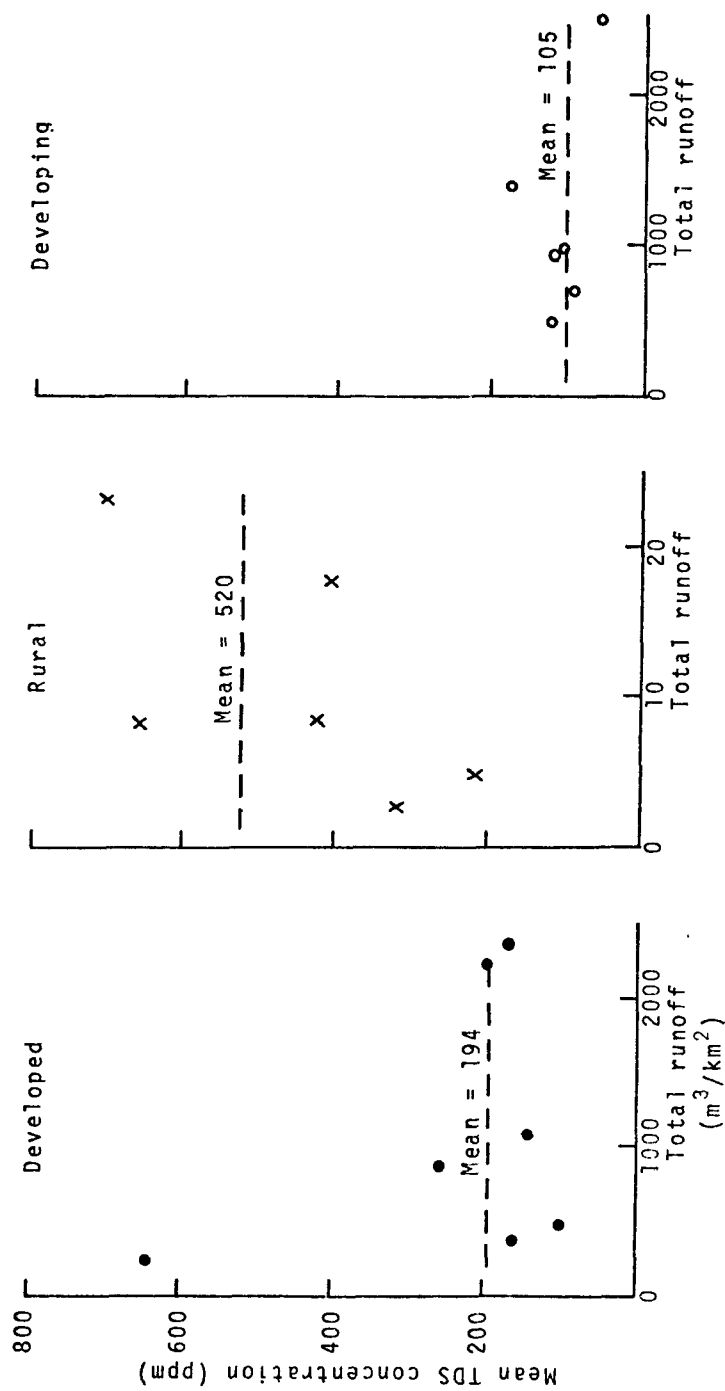 Mean TDS concentration (ppm)
800
600
400
200
Developed
Mean = 194
0
1000
2000
Total runoff
(m³/km²)
Rural
Mean = 520
0
10
20
Total runoff
Developing
Mean = 105
0
1000
2000
Total runoff